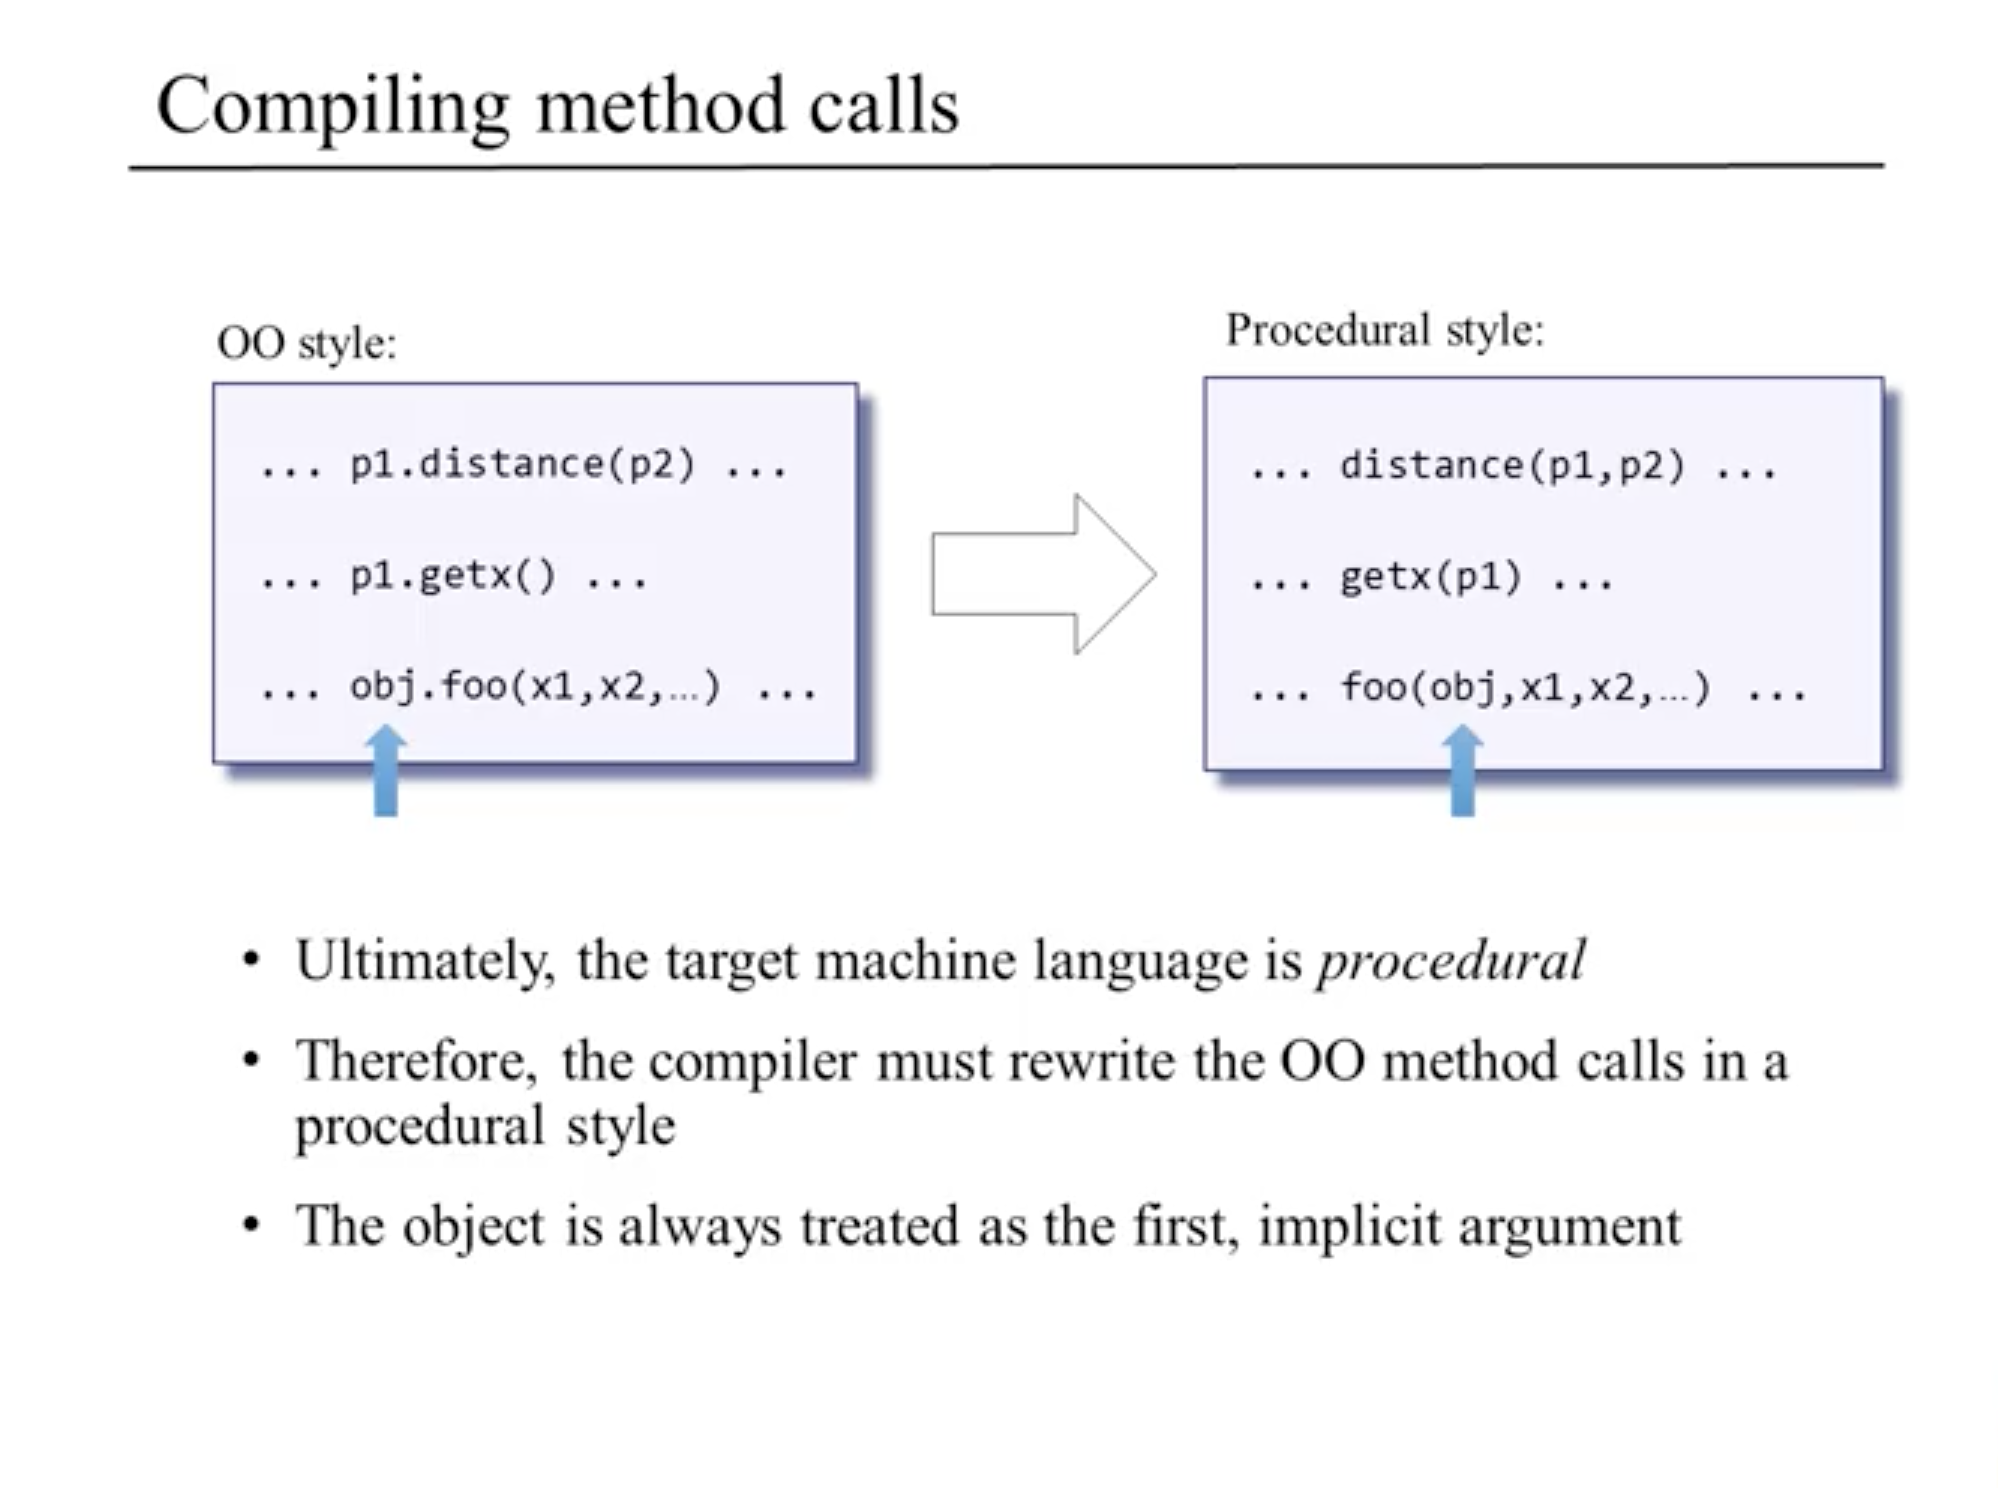 Compiling method calls
OO style:
... p1.distance(p2) ...
... p1.getx() ...
... obj.foo(x1,x2,…) ...
Procedural style:
... distance(p1,p2) ...
... getx(p1) ...
... foo(obj,x1,x2,…) ...
• Ultimately, the target machine language is procedural
• Therefore, the compiler must rewrite the OO method calls in a
procedural style
• The object is always treated as the first, implicit argument